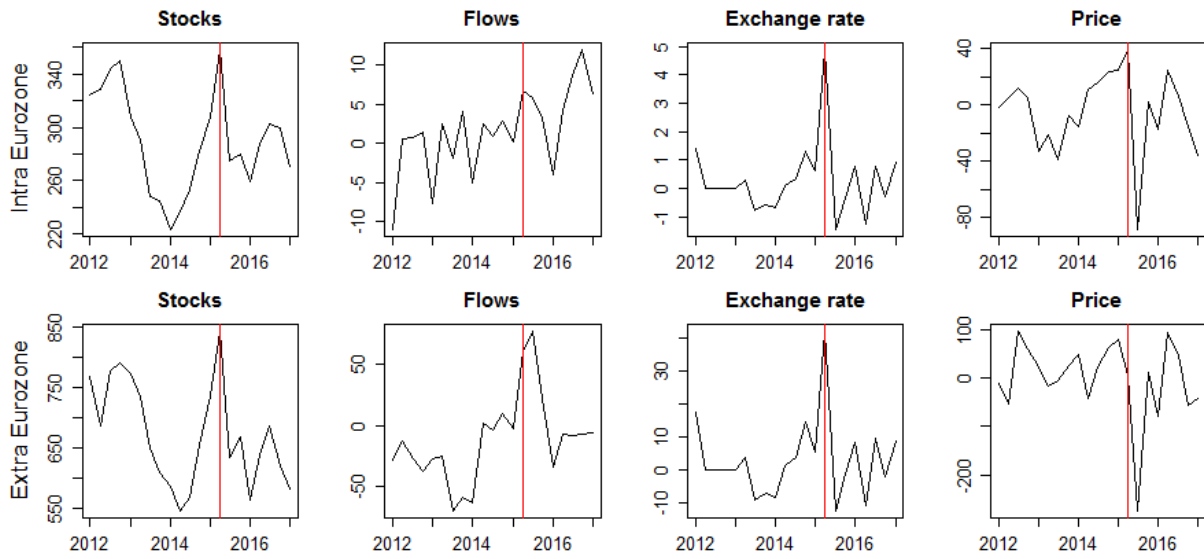 Stocks Flows Exchange rate Price
Intra Eurozone
220 260 300 340
-10 -5 0 5 10
-1 0 1 2 3 4 5
-80 -40 0 40
2012 2014 2016 2012 2014 2016 2012 2014 2016 2012 2014 2016
Stocks Flows Exchange rate Price
Extra Eurozone
550 650 750 850
-50 0 50
-10 0 10 30
-200 0 100
2012 2014 2016 2012 2014 2016 2012 2014 2016 2012 2014 2016